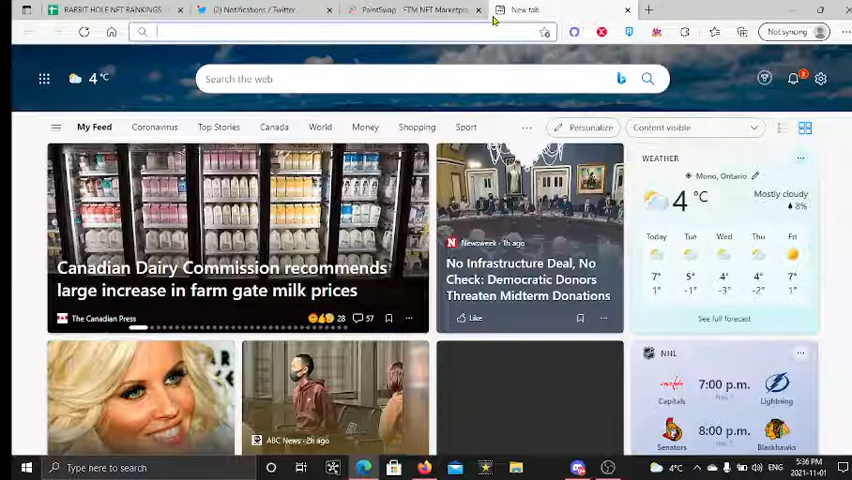 RABBIT HOLE NFT RANKINGS
(2) Notifications / Twitter
PaintSwap - FTM NFT Marketpla
New tab
Not syncing
4 °C
Search the web
3
My Feed
Coronavirus
Top Stories
Canada
World
Money
Shopping
Sport
Personalize
Content visible
Canadian Dairy Commission recommends
large increase in farm gate milk prices
The Canadian Press
28
57
Newsweek · 1h ago
No Infrastructure Deal, No
Check: Democratic Donors
Threaten Midterm Donations
Like
WEATHER
Mono, Ontario
4 °C
Mostly cloudy
8%
Today
Tue
Wed
Thu
Fri
7°
5°
4°
4°
7°
1°
-1°
-3°
-2°
1°
See full forecast
NHL
Capitals
7:00 p.m.
Lightning
Senators
8:00 p.m.
Blackhawks
ABC News · 2h ago
Type here to search
4°C
ENG
5:36 PM
2021-11-01